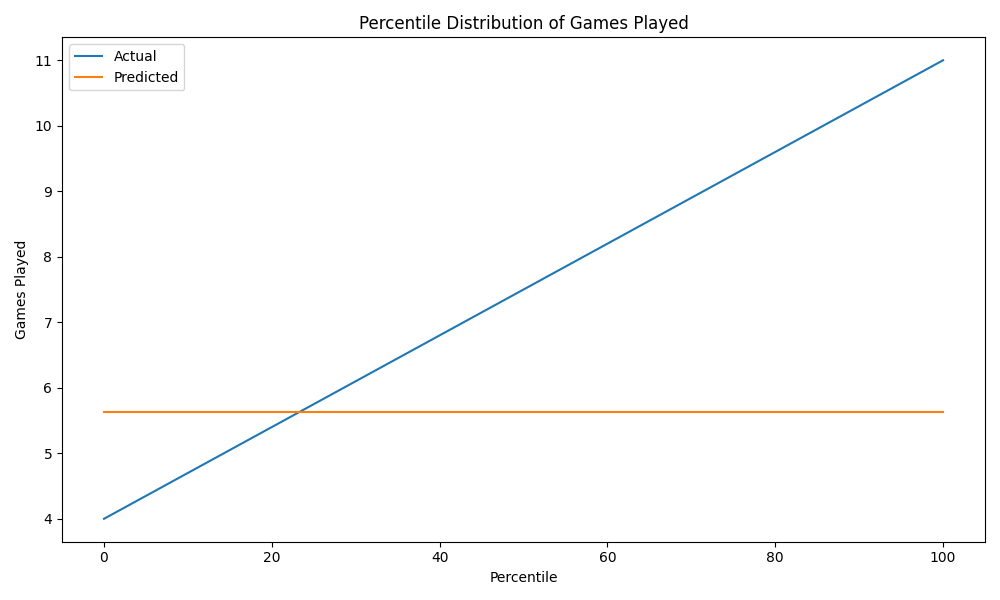 Percentile Distribution of Games Played
Actual
Predicted
11
10
9
8
7
6
5
4
Games Played
0 20 40 60 80 100
Percentile